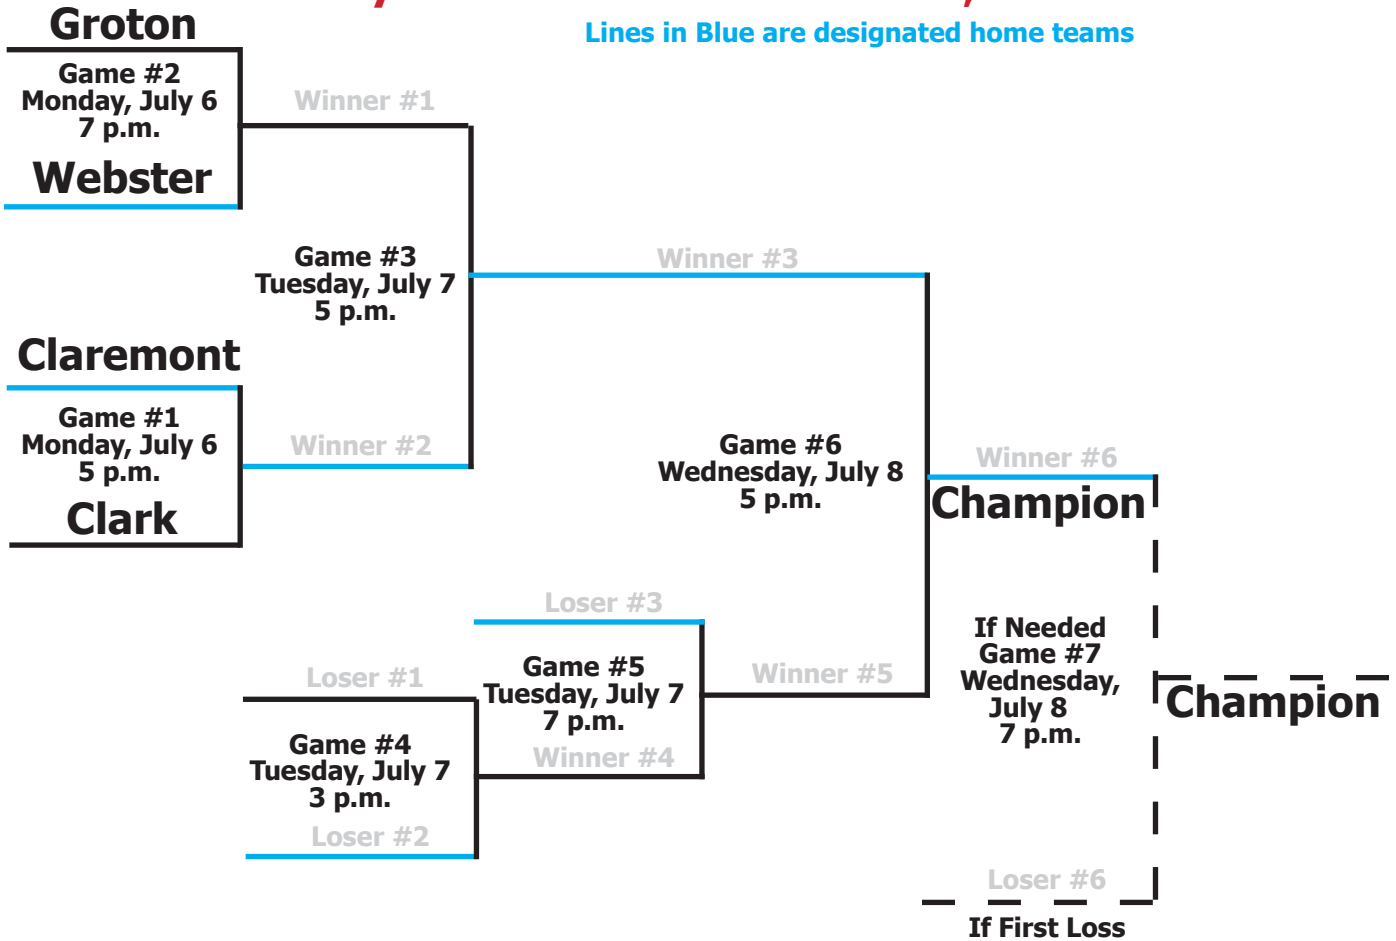 Lines in Blue are designated home teams
Groton
Game #2
Monday, July 6
7 p.m.
Webster
Winner #1
Game #3
Tuesday, July 7
5 p.m.
Claremont
Game #1
Monday, July 6
5 p.m.
Clark
Winner #2
Winner #3
Game #6
Wednesday, July 8
5 p.m.
Winner #6
Champion
Loser #3
Game #5
Tuesday, July 7
7 p.m.
Winner #4
Winner #5
Loser #1
Game #4
Tuesday, July 7
3 p.m.
Loser #2
If Needed
Game #7
Wednesday,
July 8
7 p.m.
Champion
Loser #6
If First Loss